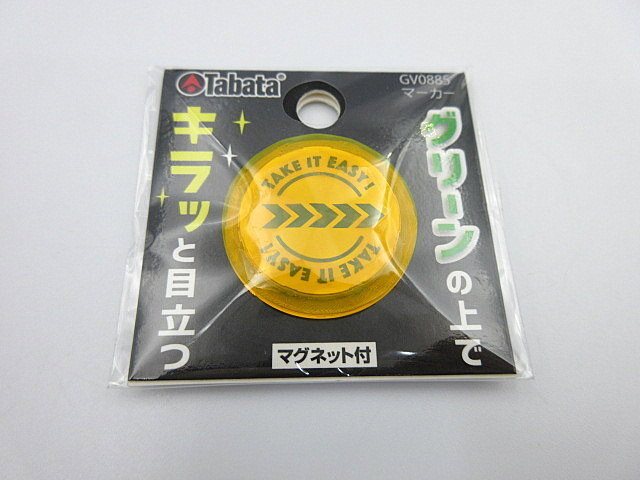 Tabata
GV0885
マーカー
グリーンの上で
キラッと目立つ
TAKE IT EASY!
TAKE IT EASY!
マグネット付